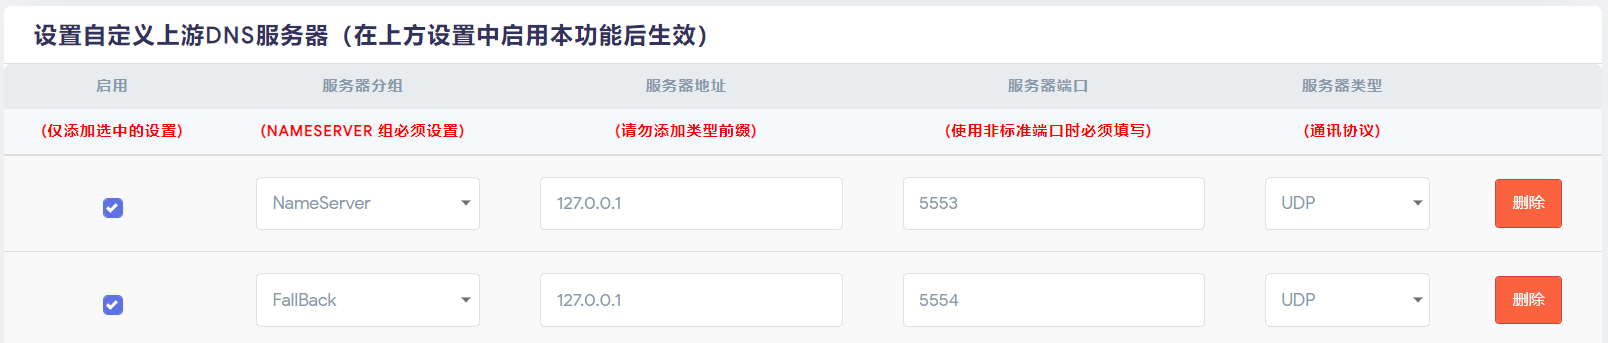 设置自定义上游DNS服务器（在上方设置中启用本功能后生效）
启用 服务器分组 服务器地址 服务器端口 服务器类型
(仅添加选中的设置) (NAMESERVER 组必须设置) (请勿添加类型前缀) (使用非标准端口时必须填写) (通讯协议)
NameServer 127.0.0.1 5553 UDP 删除
FallBack 127.0.0.1 5554 UDP 删除